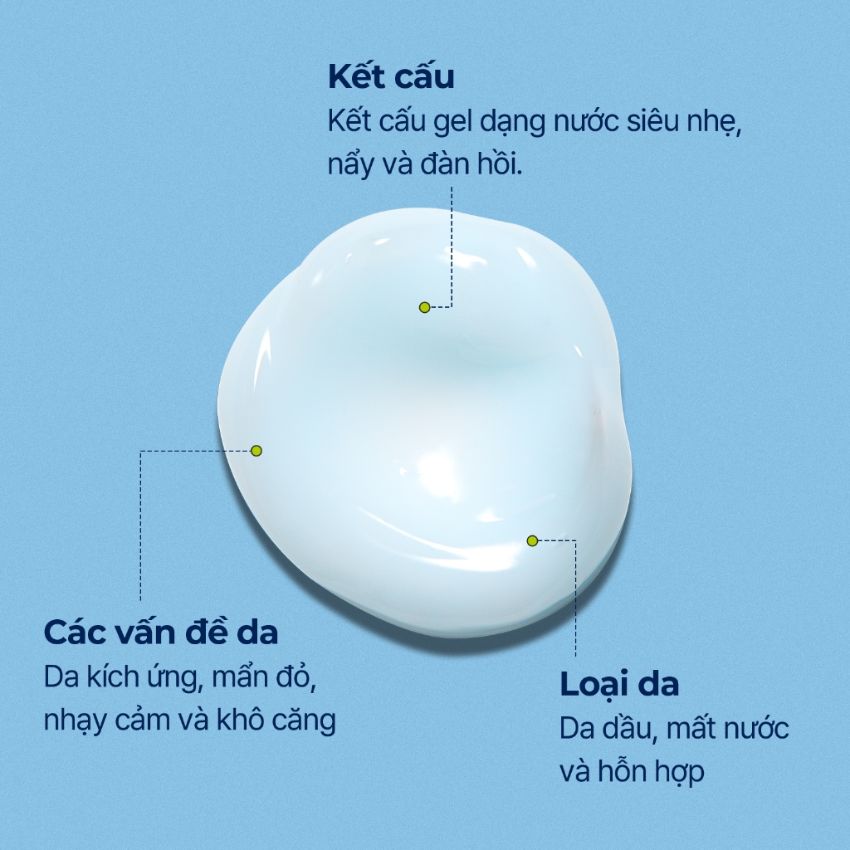 Kết cấu
Kết cấu gel dạng nước siêu nhẹ,
nẩy và đàn hồi.
Các vấn đề da
Da kích ứng, mẩn đỏ,
nhạy cảm và khô căng
Loại da
Da dầu, mất nước
và hỗn hợp